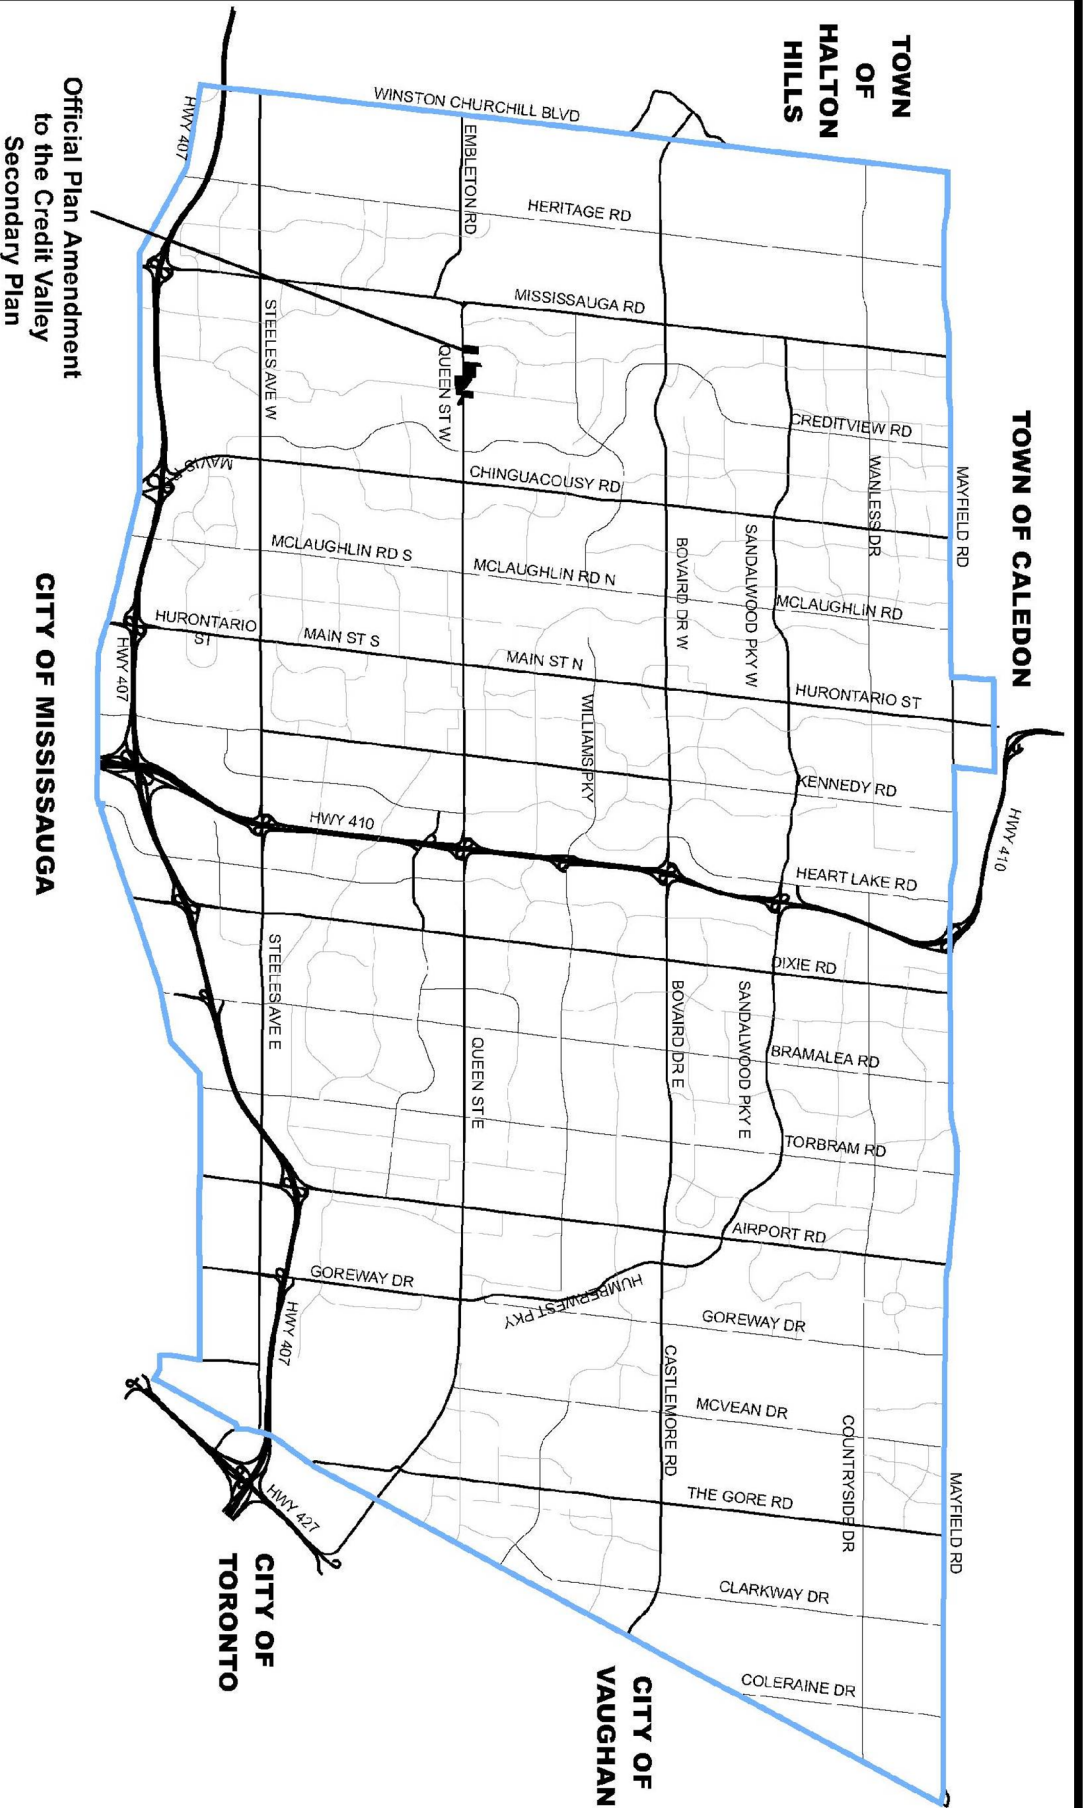 TOWN
OF
HALTON
HILLS
TOWN OF CALEDON
MAYFIELD RD
MAYFIELD RD
HWY 410
WINSTON CHURCHILL BLVD
HERITAGE RD
MISSISSAUGA RD
EMBLETON RD
CREDITVIEW RD
WANLESS DR
CHINGUACOUSY RD
SANDALWOOD PKY W
BOVAIRD DR W
MCLAUGHLIN RD
MCLAUGHLIN RD N
MCLAUGHLIN RD S
HURONTARIO ST
MAIN ST N
MAIN ST S
HURONTARIO
ST
WILLIAMS PKY
KENNEDY RD
HEART LAKE RD
HWY 410
DIXIE RD
SANDALWOOD PKY E
BOVAIRD DR E
BRAMALEA RD
TORBRAM RD
AIRPORT RD
GOREWAY DR
GOREWAY DR
HUMBERWEST PKY
CASTLEMORE RD
MCVEAN DR
COUNTRYSIDE DR
THE GORE RD
CLARKWAY DR
COLERAINE DR
QUEEN ST W
QUEEN ST E
STEELES AVE W
STEELES AVE E
MAVIS R
HWY 407
HWY 407
HWY 407
HWY 427
CITY OF
VAUGHAN
CITY OF
TORONTO
CITY OF MISSISSAUGA
Official Plan Amendment
to the Credit Valley
Secondary Plan